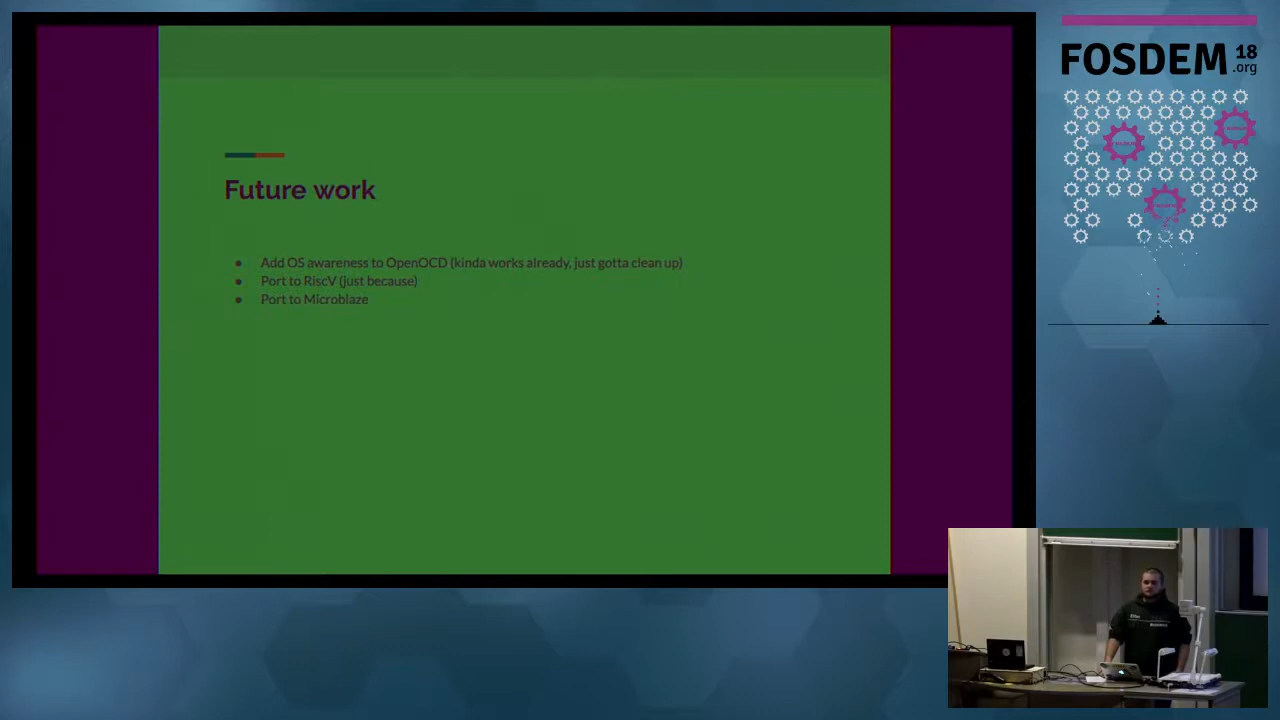 Future work
● Add OS awareness to OpenOCD (kinda works already, just gotta clean up)
● Port to RiscV (just because)
● Port to Microblaze
FOSDEM 18
.org